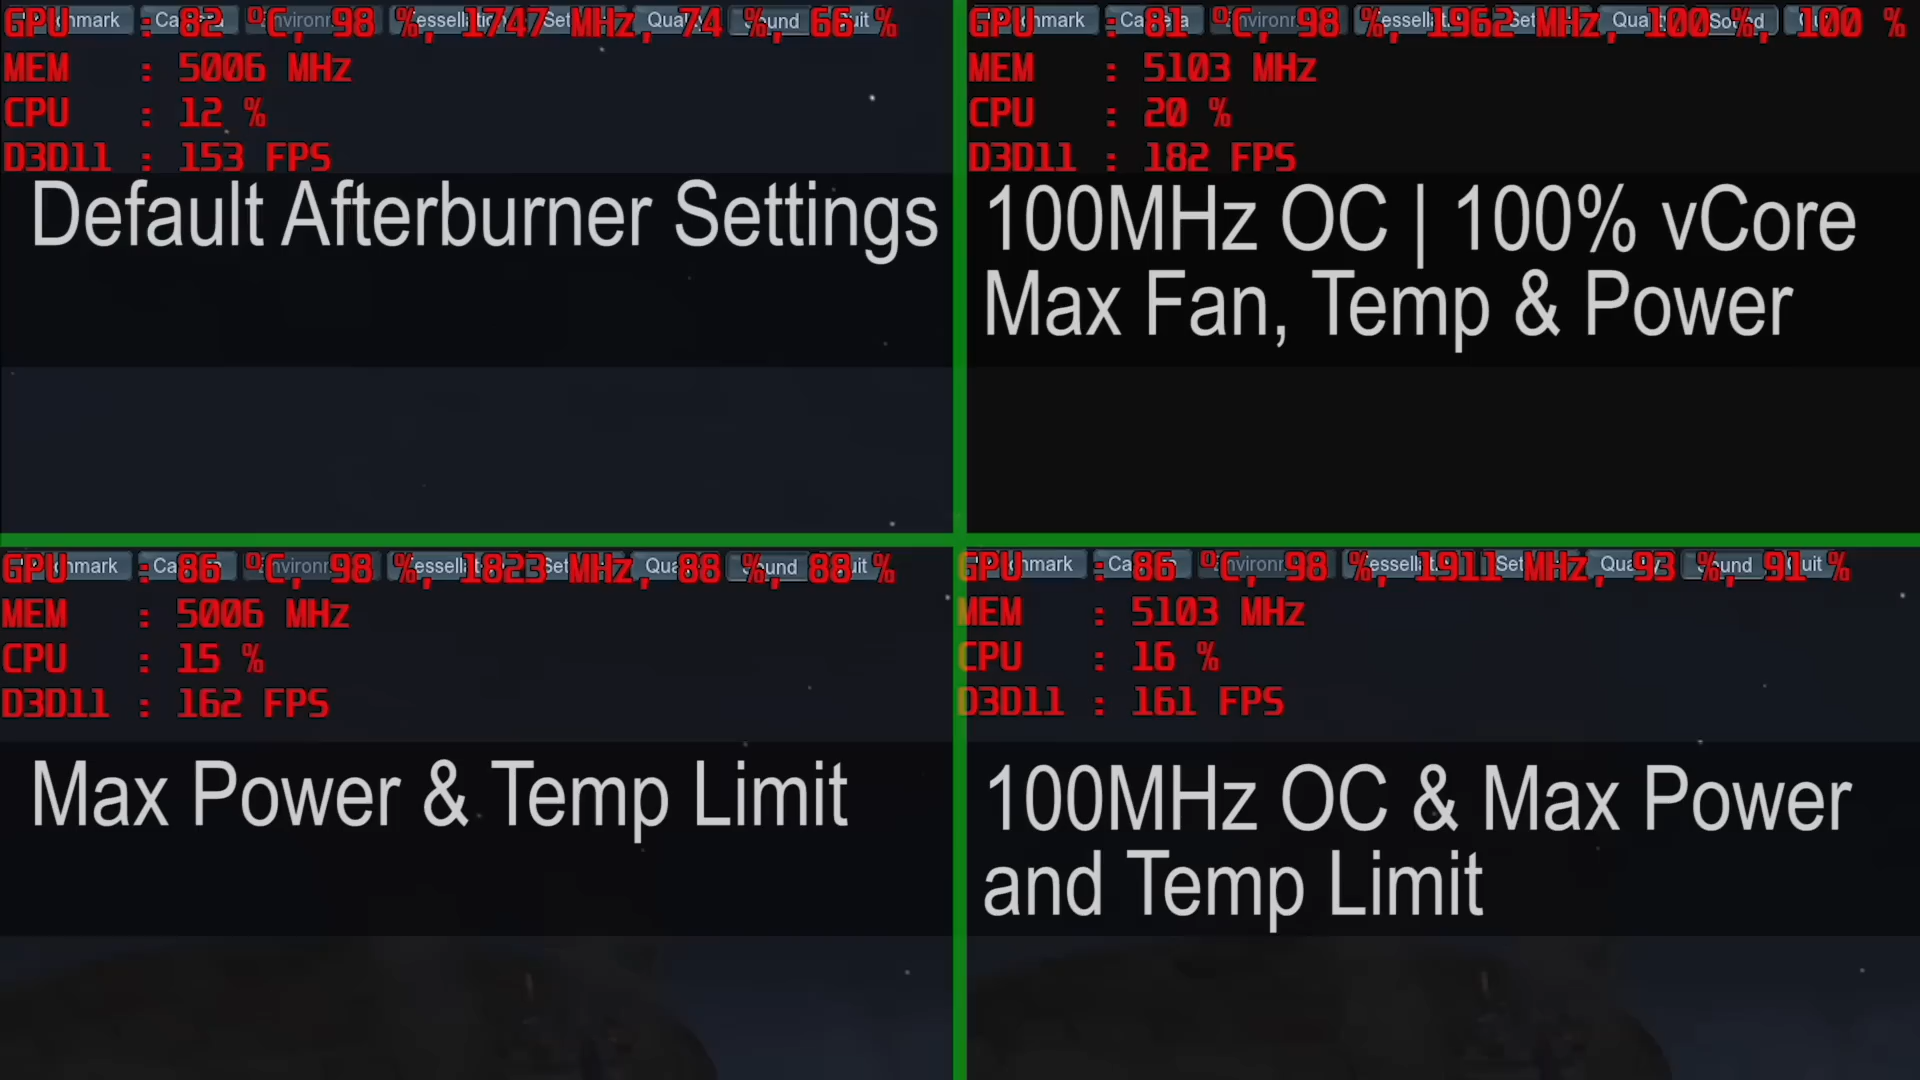 GPU : 82 °C, 98 %, 1747 MHz, 74 %, 66 %
MEM : 5006 MHz
CPU : 12 %
D3D11 : 153 FPS
Default Afterburner Settings
GPU : 81 °C, 98 %, 1962 MHz, 100 %, 100 %
MEM : 5103 MHz
CPU : 20 %
D3D11 : 182 FPS
100MHz OC | 100% vCore
Max Fan, Temp & Power
GPU : 86 °C, 98 %, 1823 MHz, 88 %, 88 %
MEM : 5006 MHz
CPU : 15 %
D3D11 : 162 FPS
Max Power & Temp Limit
GPU : 86 °C, 98 %, 1911 MHz, 93 %, 91 %
MEM : 5103 MHz
CPU : 16 %
D3D11 : 161 FPS
100MHz OC & Max Power
and Temp Limit